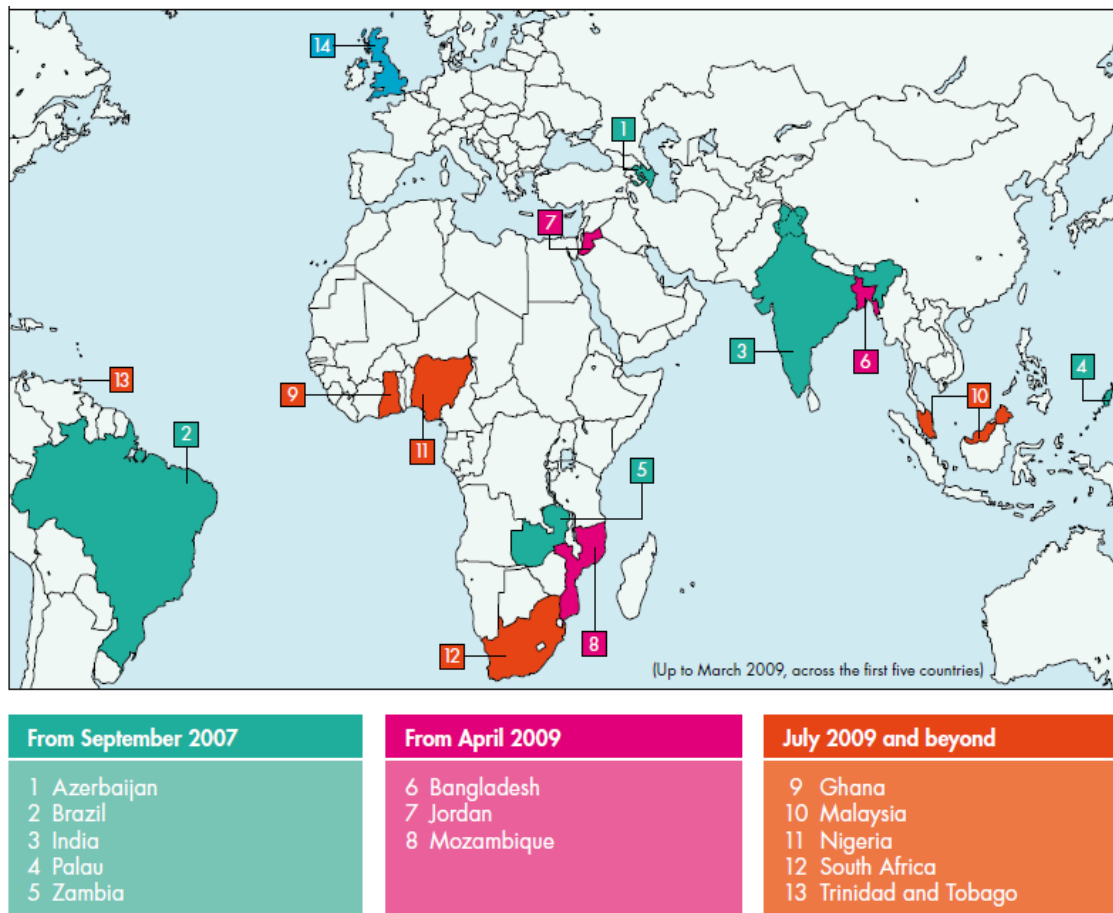 14
1
7
3
6
4
13
9
10
2
11
5
12
8
(Up to March 2009, across the first five countries)
From September 2007
1 Azerbaijan
2 Brazil
3 India
4 Palau
5 Zambia
From April 2009
6 Bangladesh
7 Jordan
8 Mozambique
July 2009 and beyond
9 Ghana
10 Malaysia
11 Nigeria
12 South Africa
13 Trinidad and Tobago